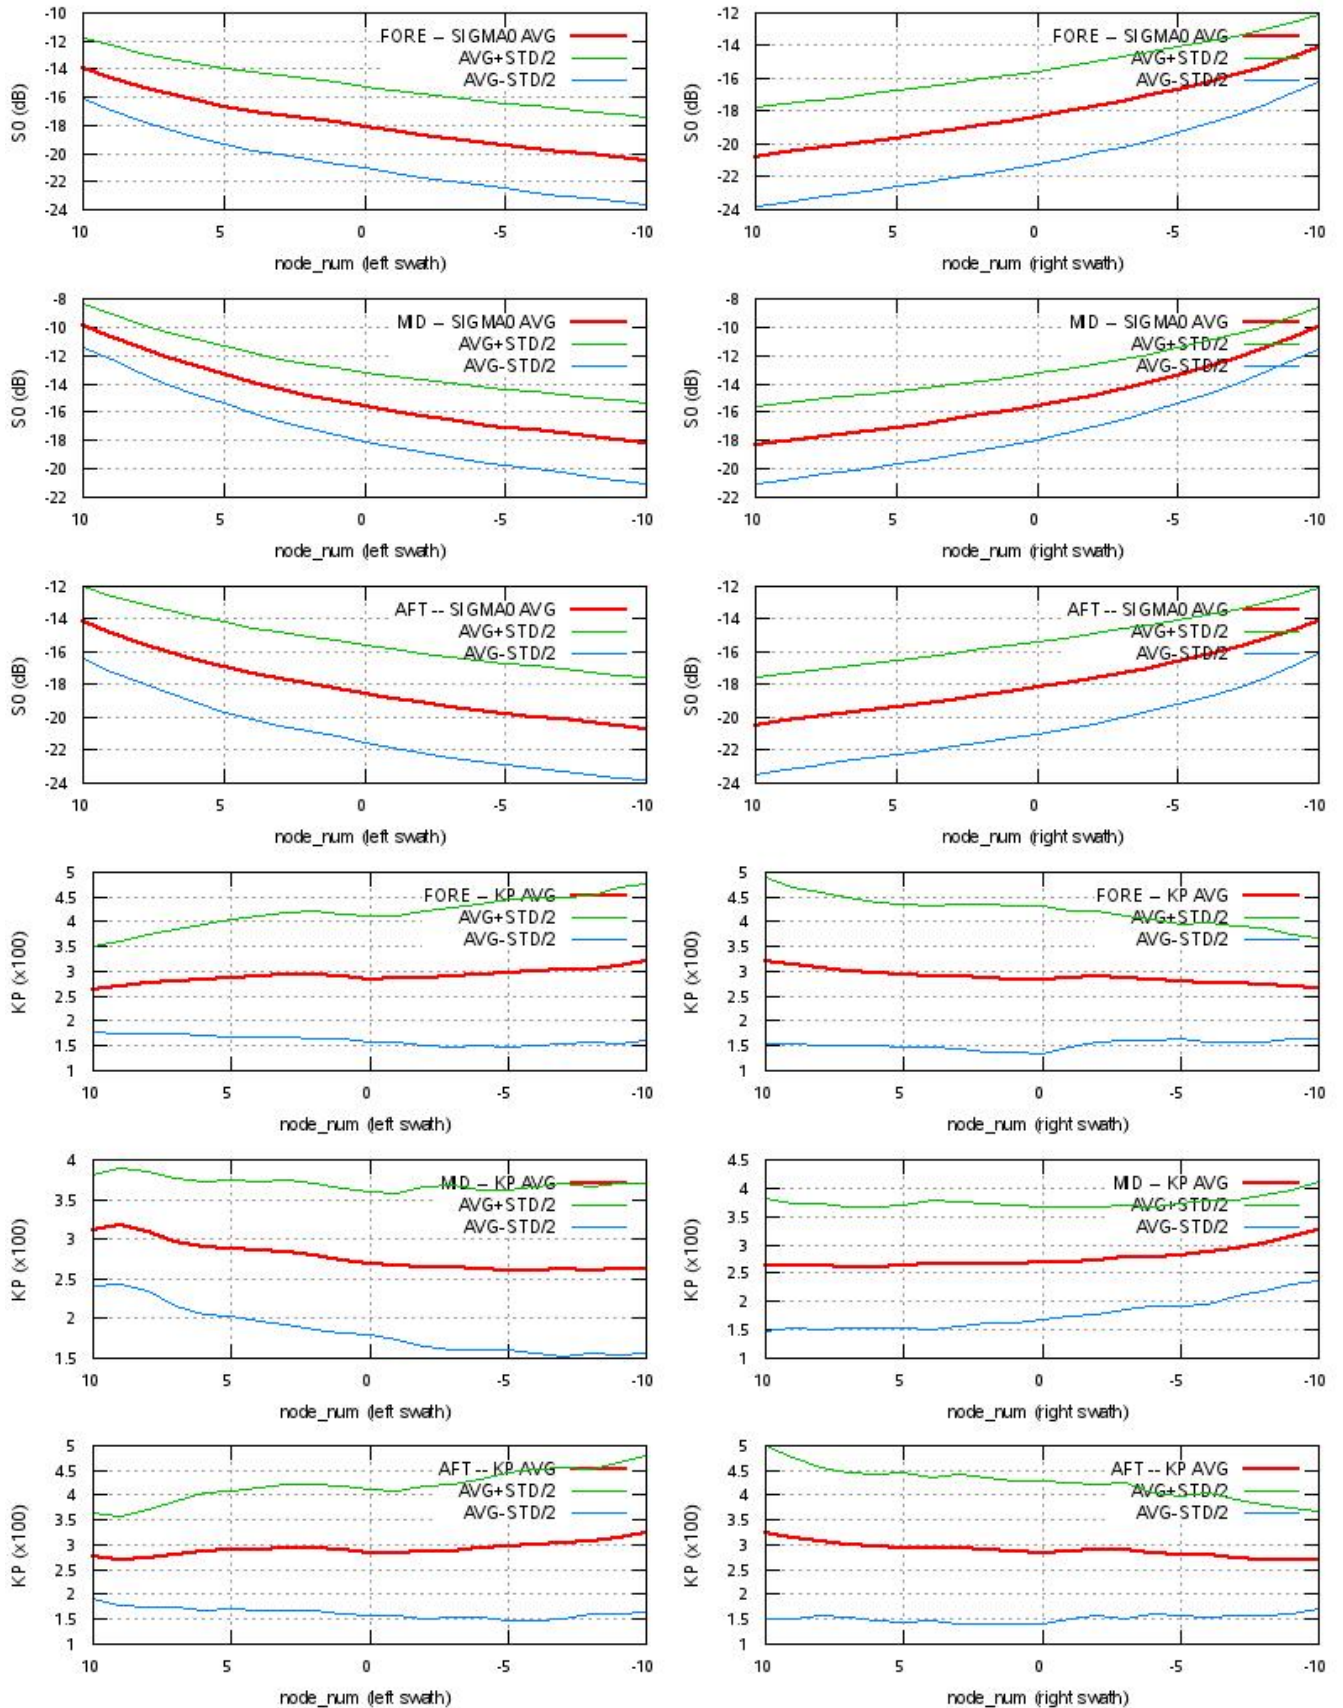 -10
-12
-14
-16
-18
-20
-22
-24
S0 (dB)
FORE -- SIGMA0 AVG
AVG+STD/2
AVG-STD/2
10 5 0 -5 -10
node_num (left swath)
-12
-14
-16
-18
-20
-22
-24
S0 (dB)
FORE -- SIGMA0 AVG
AVG+STD/2
AVG-STD/2
10 5 0 -5 -10
node_num (right swath)
-8
-10
-12
-14
-16
-18
-20
-22
S0 (dB)
MID -- SIGMA0 AVG
AVG+STD/2
AVG-STD/2
10 5 0 -5 -10
node_num (left swath)
-8
-10
-12
-14
-16
-18
-20
-22
S0 (dB)
MID -- SIGMA0 AVG
AVG+STD/2
AVG-STD/2
10 5 0 -5 -10
node_num (right swath)
-12
-14
-16
-18
-20
-22
-24
S0 (dB)
AFT -- SIGMA0 AVG
AVG+STD/2
AVG-STD/2
10 5 0 -5 -10
node_num (left swath)
-12
-14
-16
-18
-20
-22
-24
S0 (dB)
AFT -- SIGMA0 AVG
AVG+STD/2
AVG-STD/2
10 5 0 -5 -10
node_num (right swath)
5
4.5
4
3.5
3
2.5
2
1.5
1
KP (x100)
FORE -- KP AVG
AVG+STD/2
AVG-STD/2
10 5 0 -5 -10
node_num (left swath)
5
4.5
4
3.5
3
2.5
2
1.5
1
KP (x100)
FORE -- KP AVG
AVG+STD/2
AVG-STD/2
10 5 0 -5 -10
node_num (right swath)
4
3.5
3
2.5
2
1.5
KP (x100)
MID -- KP AVG
AVG+STD/2
AVG-STD/2
10 5 0 -5 -10
node_num (left swath)
4.5
4
3.5
3
2.5
2
1.5
1
KP (x100)
MID -- KP AVG
AVG+STD/2
AVG-STD/2
10 5 0 -5 -10
node_num (right swath)
5
4.5
4
3.5
3
2.5
2
1.5
1
KP (x100)
AFT -- KP AVG
AVG+STD/2
AVG-STD/2
10 5 0 -5 -10
node_num (left swath)
5
4.5
4
3.5
3
2.5
2
1.5
1
KP (x100)
AFT -- KP AVG
AVG+STD/2
AVG-STD/2
10 5 0 -5 -10
node_num (right swath)